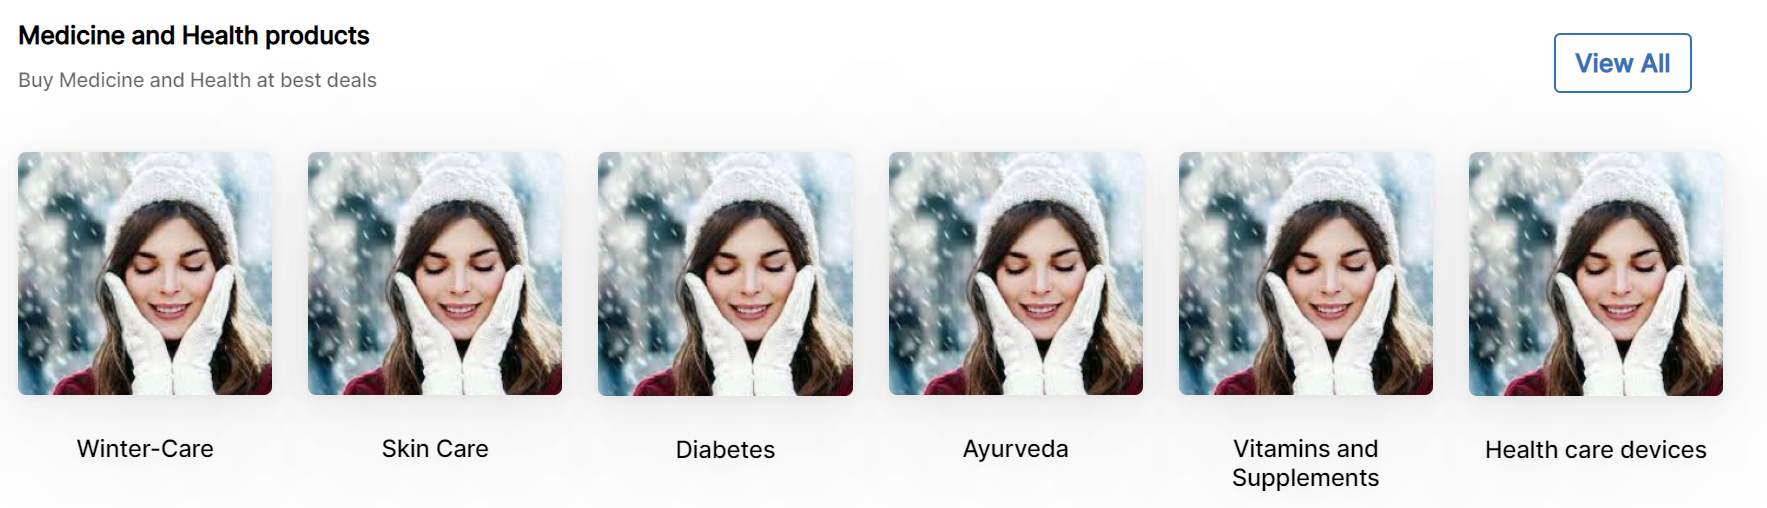 Medicine and Health products
Buy Medicine and Health at best deals
View All
Winter-Care
Skin Care
Diabetes
Ayurveda
Vitamins and
Supplements
Health care devices